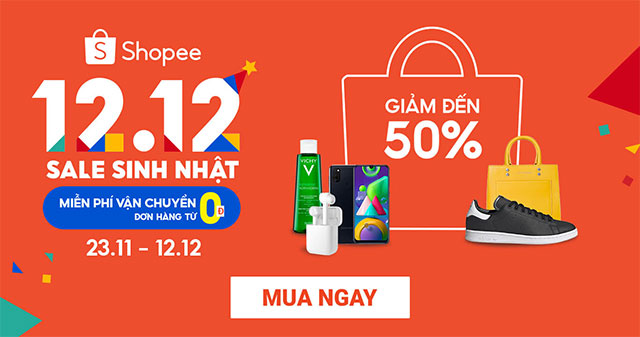 Shopee
12.12
SALE SINH NHẬT
MIỄN PHÍ VẬN CHUYỂN
ĐƠN HÀNG TỪ 0Đ
23.11 – 12.12
GIẢM ĐẾN
50%
VICHY
MUA NGAY